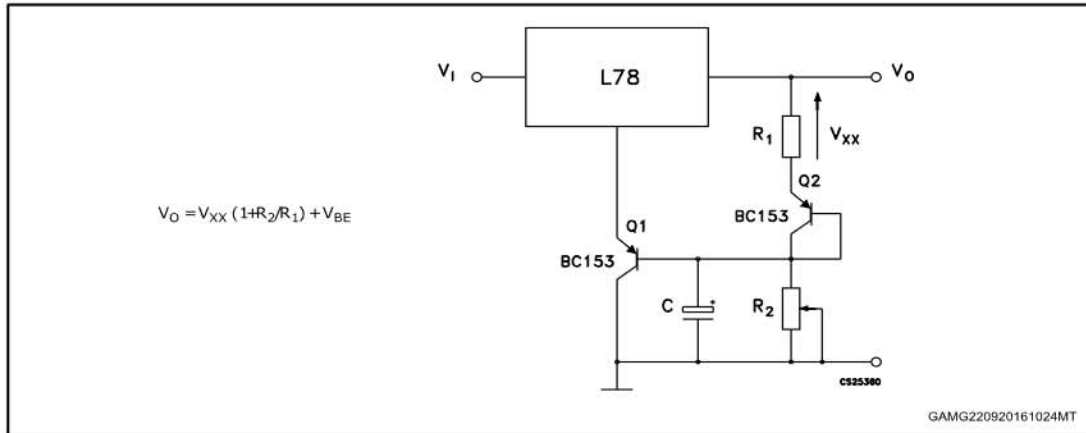 V_I
L78
V_O
R_1
V_XX
Q2
V_O = V_XX (1+R_2/R_1) + V_BE
BC153
Q1
BC153
C
+
R_2
CS25380
GAMG220920161024MT